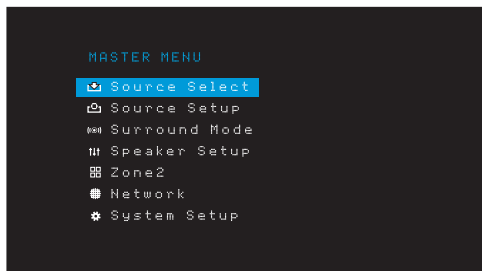 MASTER MENU
Source Select
Source Setup
Surround Mode
Speaker Setup
Zone2
Network
System Setup